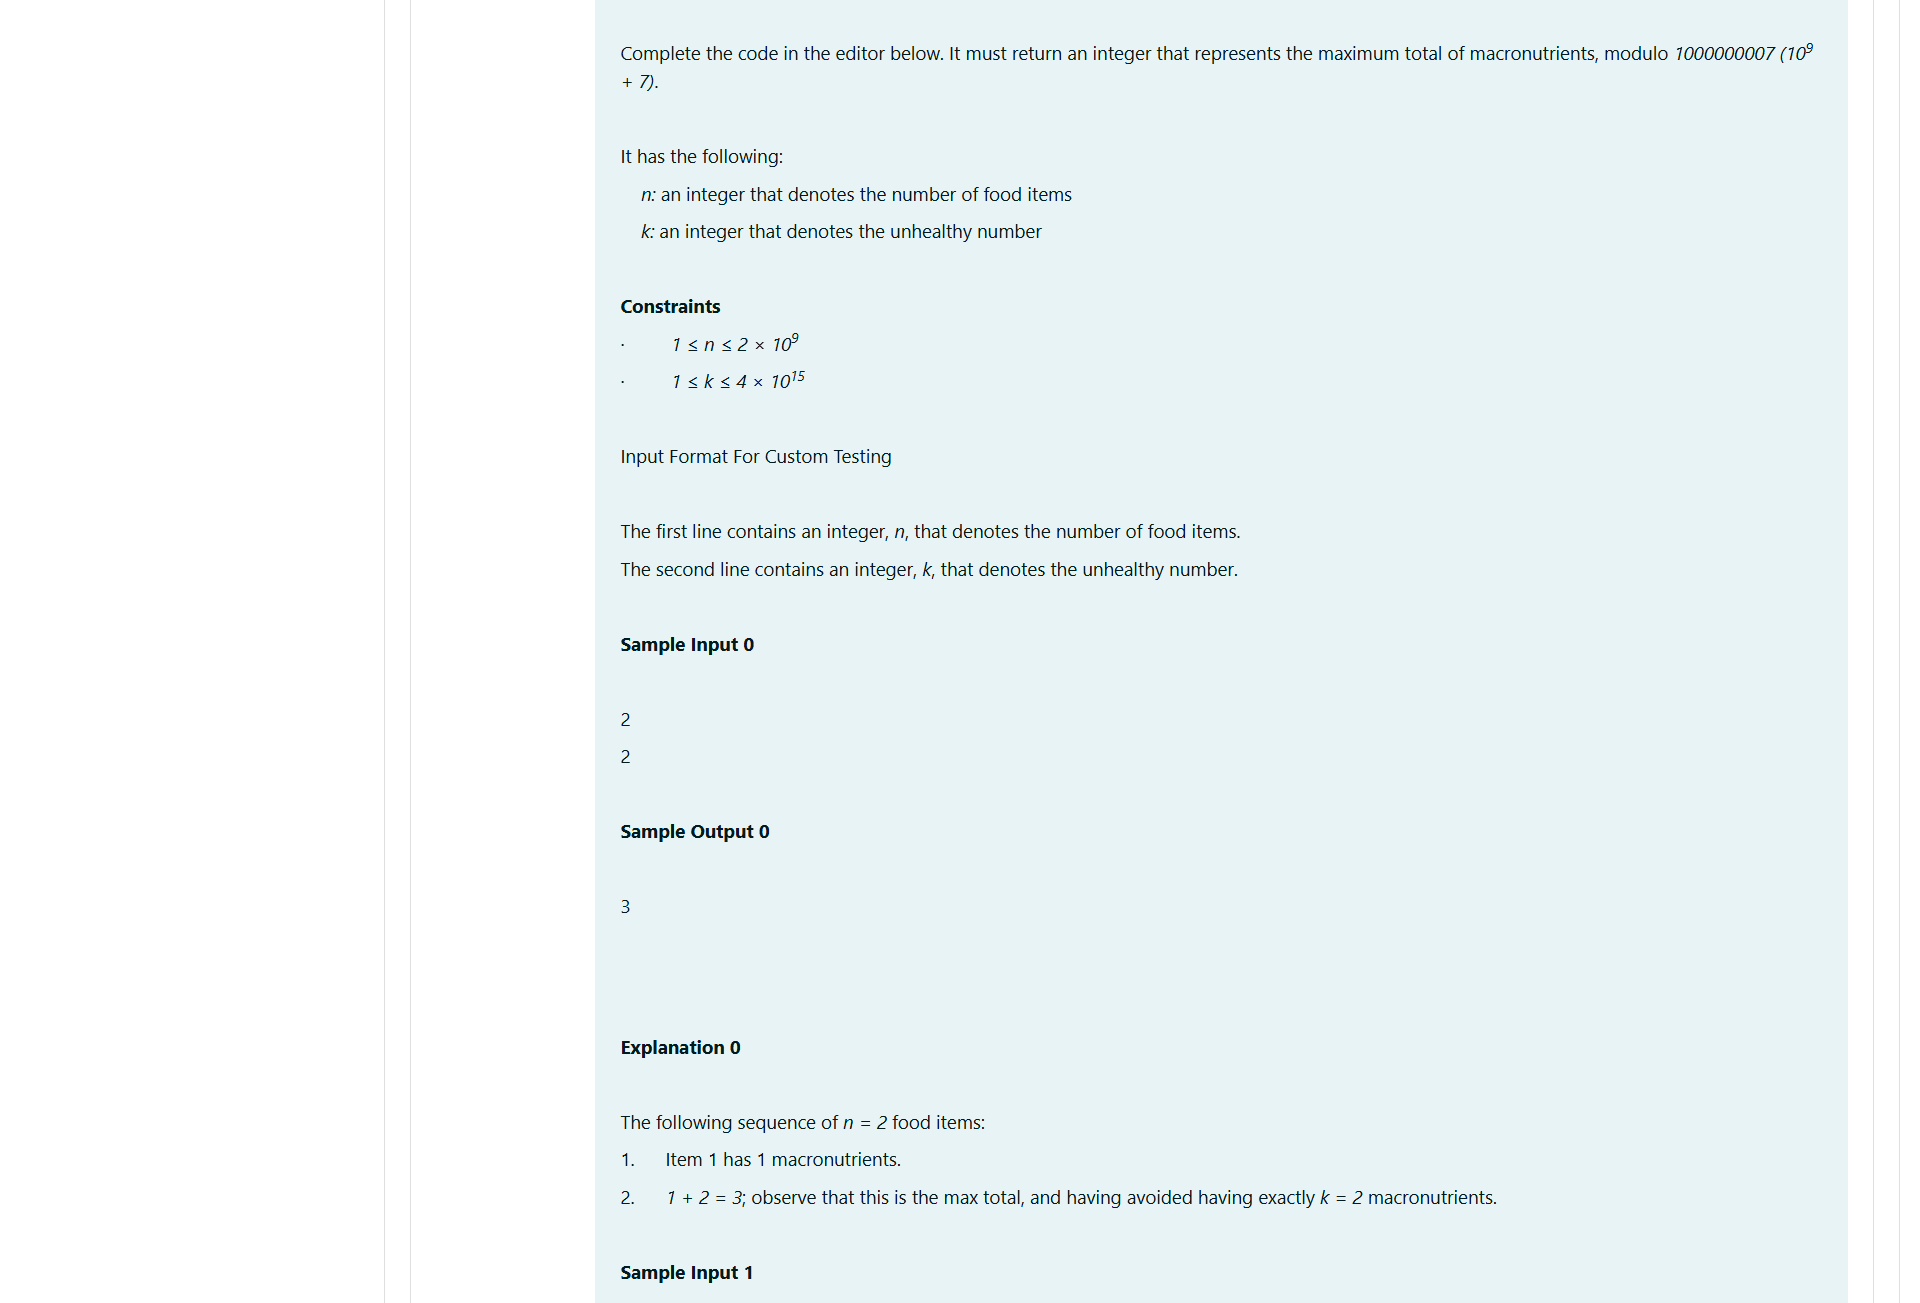 Complete the code in the editor below. It must return an integer that represents the maximum total of macronutrients, modulo 1000000007 (10⁹
+ 7).
It has the following:
n: an integer that denotes the number of food items
k: an integer that denotes the unhealthy number
Constraints
· 1 ≤ n ≤ 2 × 10⁹
· 1 ≤ k ≤ 4 × 10¹⁵
Input Format For Custom Testing
The first line contains an integer, n, that denotes the number of food items.
The second line contains an integer, k, that denotes the unhealthy number.
Sample Input 0
2
2
Sample Output 0
3
Explanation 0
The following sequence of n = 2 food items:
1. Item 1 has 1 macronutrients.
2. 1 + 2 = 3; observe that this is the max total, and having avoided having exactly k = 2 macronutrients.
Sample Input 1